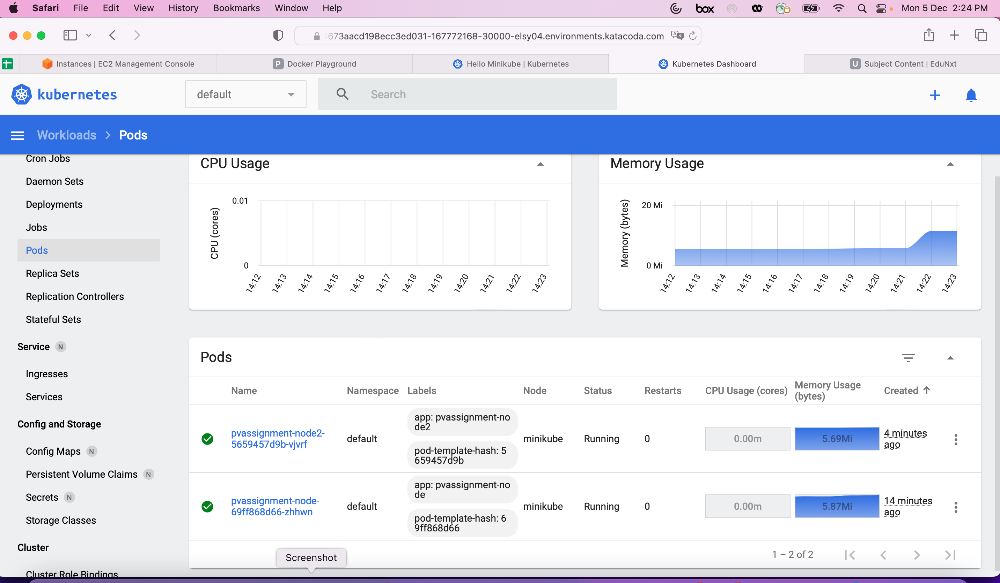 Safari File Edit View History Bookmarks Window Help box Mon 5 Dec 2:24 PM
673aacd198ecc3ed031-167772168-30000-elsy04.environments.katacoda.com
Instances | EC2 Management Console
P Docker Playground
Hello Minikube | Kubernetes
Kubernetes Dashboard
U Subject Content | EduNxt
kubernetes
default
Search
Workloads > Pods
Cron Jobs
Daemon Sets
Deployments
Jobs
Pods
Replica Sets
Replication Controllers
Stateful Sets
Service N
Ingresses
Services
Config and Storage
Config Maps N
Persistent Volume Claims N
Secrets N
Storage Classes
Cluster
Cluster Role Bindings
CPU Usage
CPU (cores)
0.01
0
14:12 14:13 14:14 14:15 14:16 14:17 14:18 14:19 14:20 14:21 14:22 14:23
Memory Usage
Memory (bytes)
20 Mi
0 Mi
14:12 14:13 14:14 14:15 14:16 14:17 14:18 14:19 14:20 14:21 14:22 14:23
Pods
Name Namespace Labels Node Status Restarts CPU Usage (cores) Memory Usage
(bytes) Created
pvassignment-node2-
5659457d9b-vjvrf
default
app: pvassignment-no
de2
pod-template-hash: 5
659457d9b
minikube
Running
0
0.00m
5.69Mi
4 minutes
ago
pvassignment-node-
69ff868d66-zhhwn
default
app: pvassignment-no
de
pod-template-hash: 6
9ff868d66
minikube
Running
0
0.00m
5.87Mi
14 minutes
ago
1 – 2 of 2
Screenshot